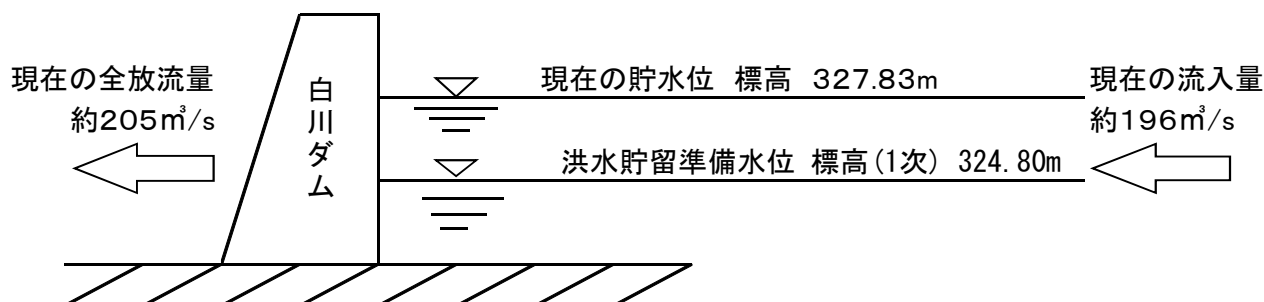 現在の全放流量
約205㎥/s
白川ダム
現在の貯水位 標高 327.83m
洪水貯留準備水位 標高(1次) 324.80m
現在の流入量
約196㎥/s